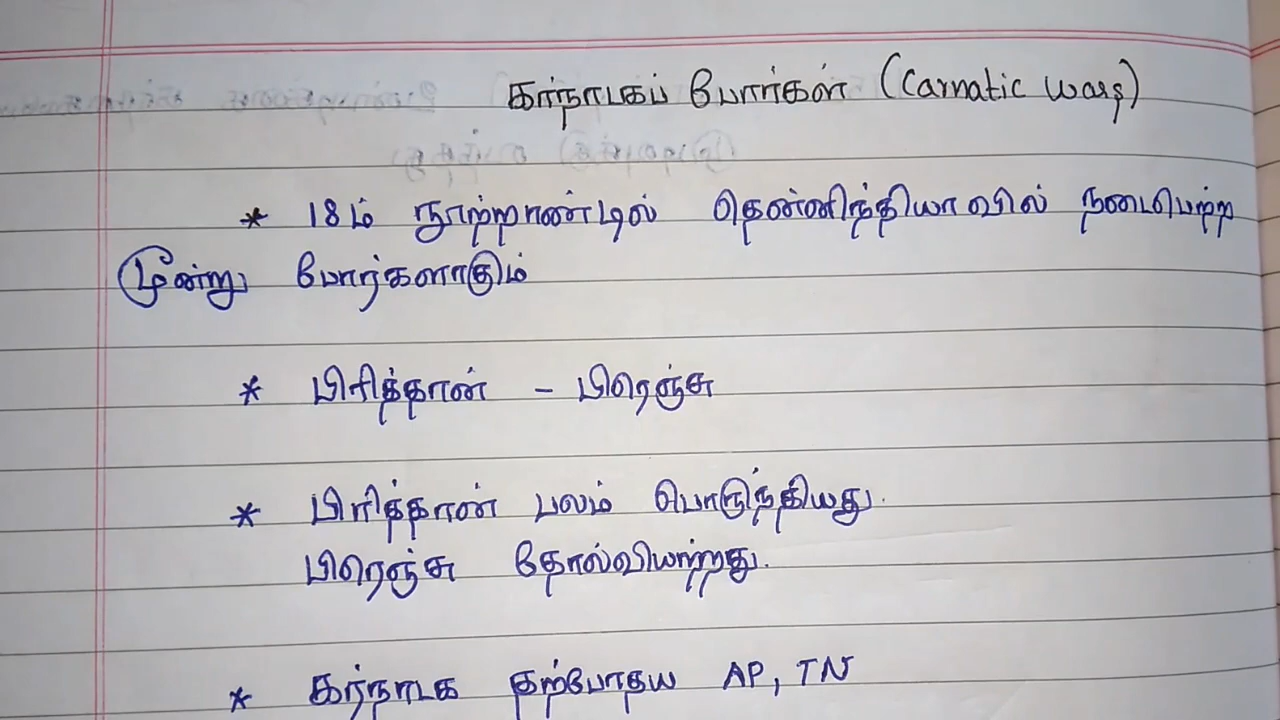 கர்நாடகப் போர்கள் (Carnatic Wars)
* 18ம் நூற்றாண்டில் தென்னிந்தியாவில் நடைபெற்ற
மூன்று போர்களாகும்
* பிரித்தான் - பிரெஞ்சு
* பிரித்தான் பலம் பொருந்தியது.
பிரெஞ்சு தோல்வியுற்றது.
* கர்நாடக தற்போதய AP, TN